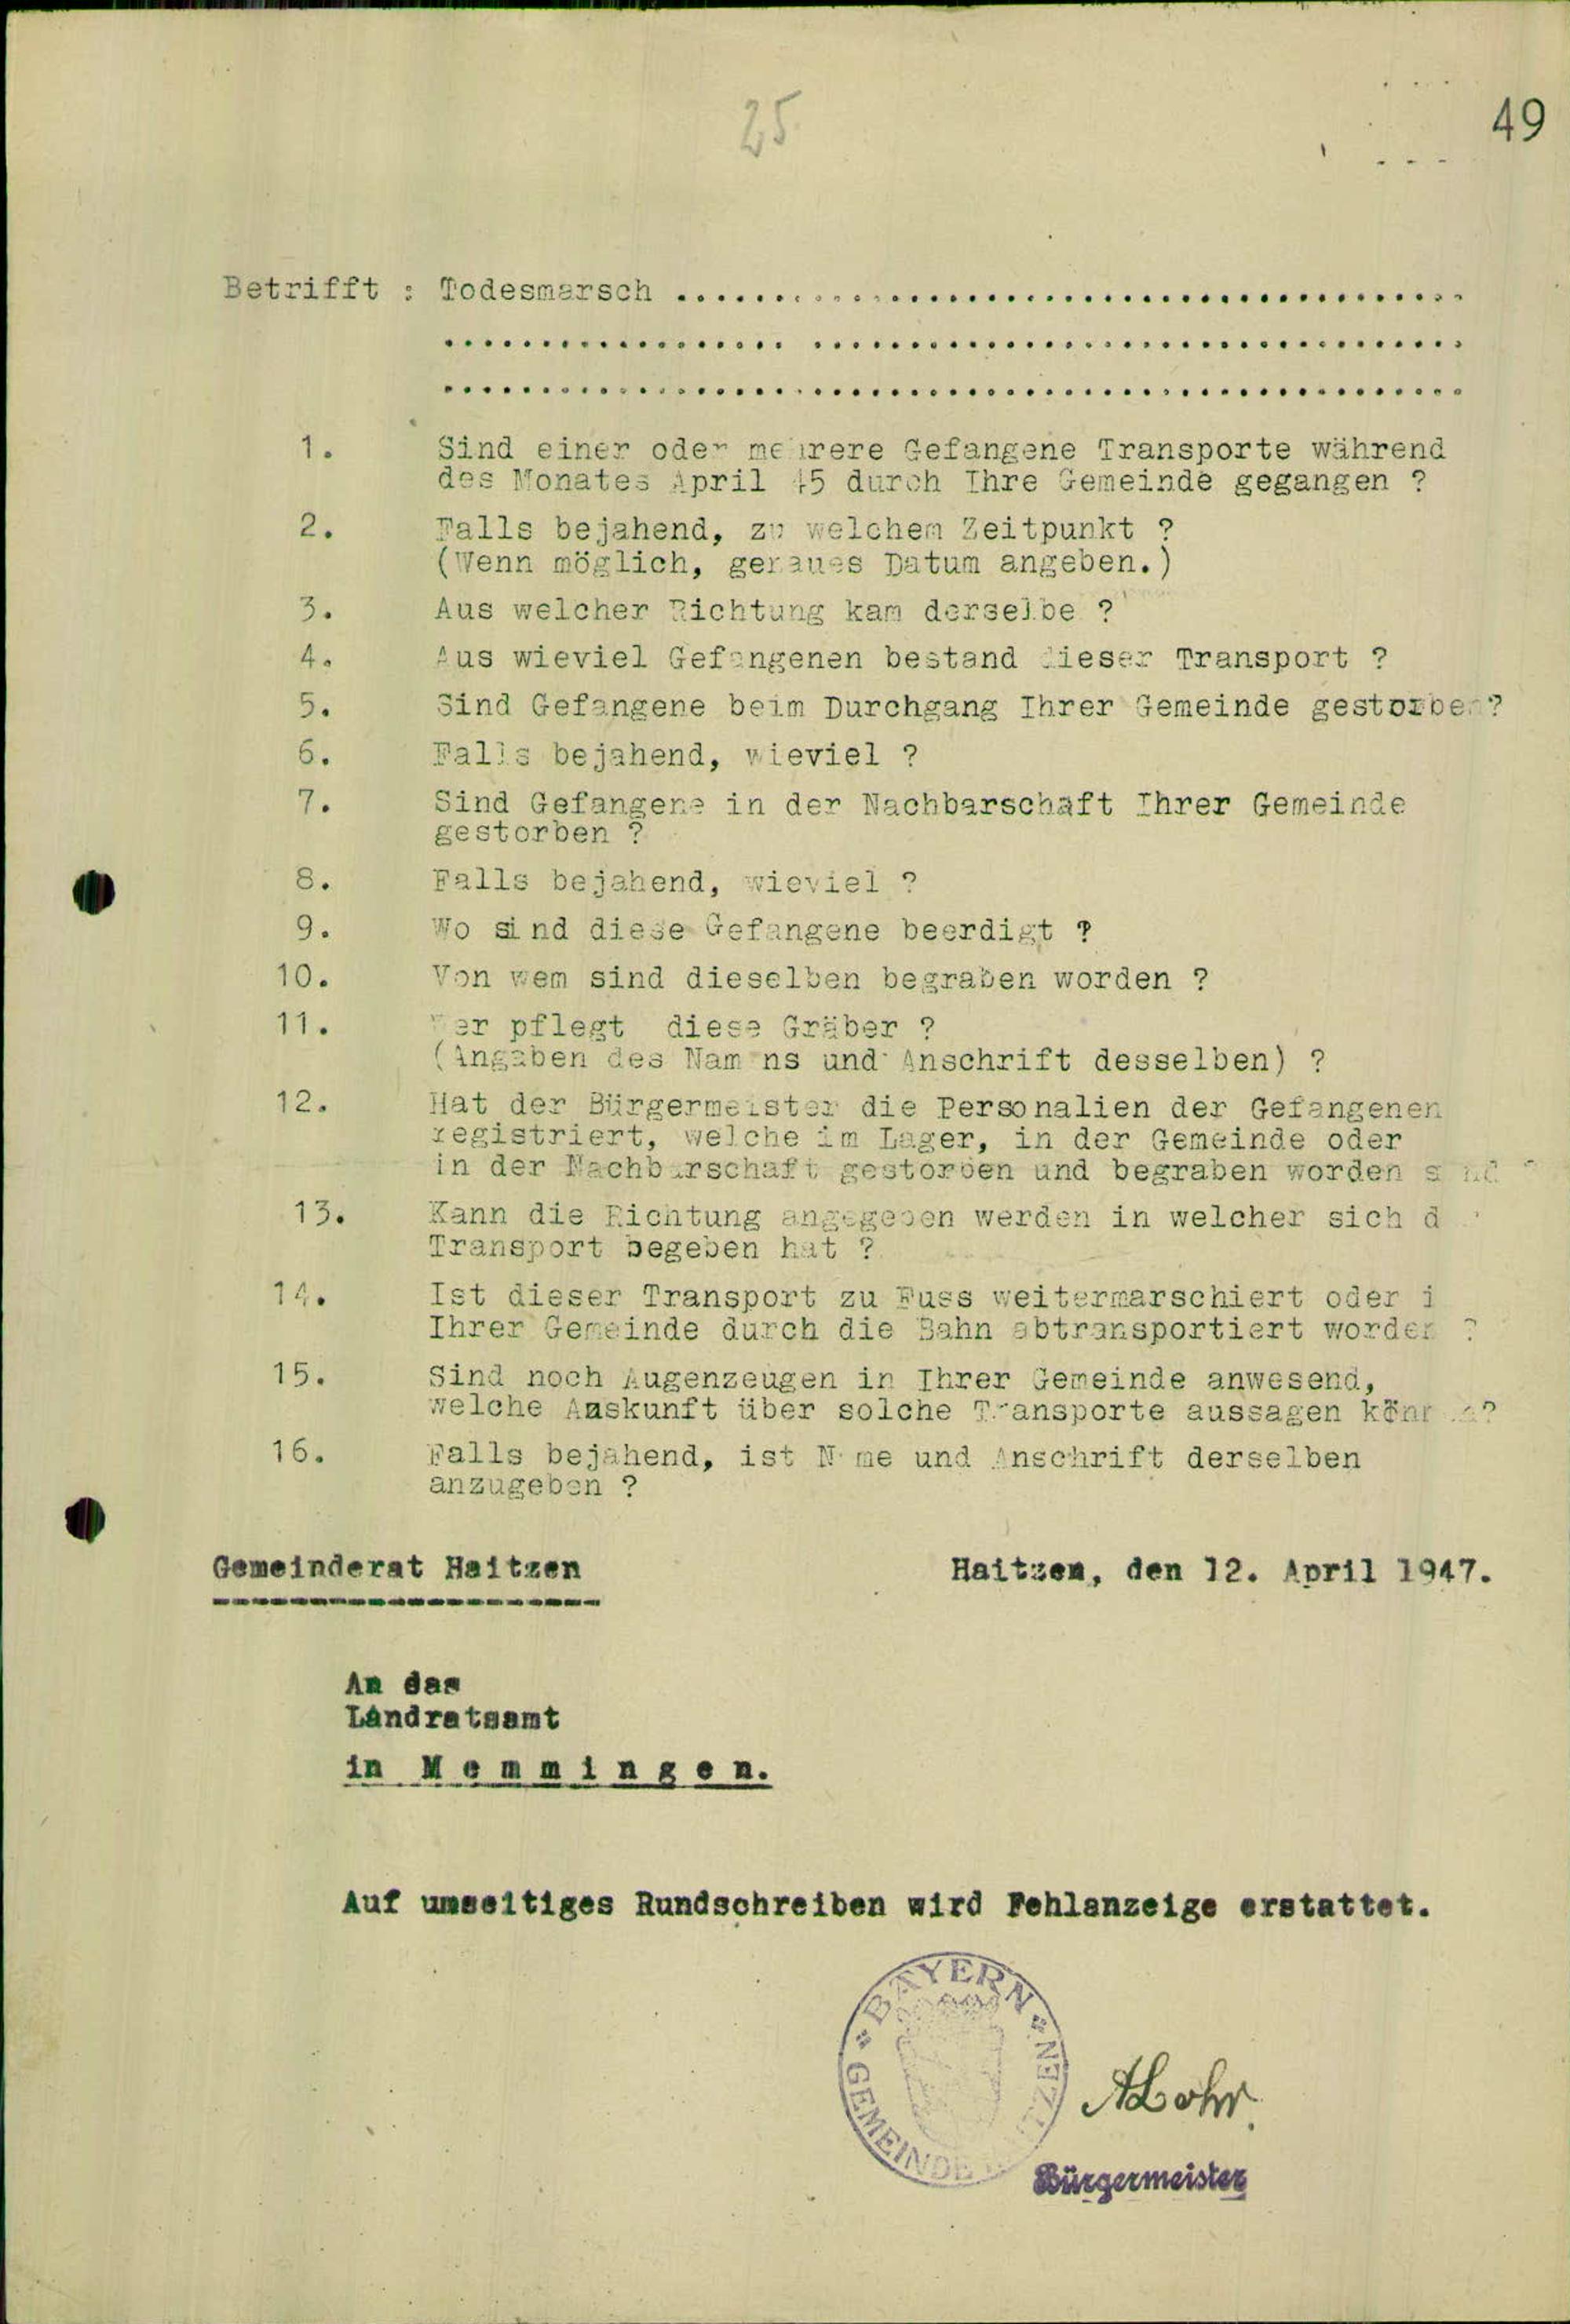 25
49
Betrifft : Todesmarsch ........................................
..................................................
..................................................
1. Sind einer oder mehrere Gefangene Transporte während
des Monates April 45 durch Ihre Gemeinde gegangen ?
2. Falls bejahend, zu welchem Zeitpunkt ?
(Wenn möglich, genaues Datum angeben.)
3. Aus welcher Richtung kam derselbe ?
4. Aus wieviel Gefangenen bestand dieser Transport ?
5. Sind Gefangene beim Durchgang Ihrer Gemeinde gestorben?
6. Falls bejahend, wieviel ?
7. Sind Gefangene in der Nachbarschaft Ihrer Gemeinde
gestorben ?
8. Falls bejahend, wieviel ?
9. Wo sind diese Gefangene beerdigt ?
10. Von wem sind dieselben begraben worden ?
11. Wer pflegt diese Gräber ?
(Angaben des Namens und Anschrift desselben) ?
12. Hat der Bürgermeister die Personalien der Gefangenen
registriert, welche im Lager, in der Gemeinde oder
in der Nachbarschaft gestorben und begraben worden sind ?
13. Kann die Richtung angegeben werden in welcher sich d
Transport begeben hat ?
14. Ist dieser Transport zu Fuss weitermarschiert oder i
Ihrer Gemeinde durch die Bahn abtransportiert worden ?
15. Sind noch Augenzeugen in Ihrer Gemeinde anwesend,
welche Auskunft über solche Transporte aussagen können?
16. Falls bejahend, ist Name und Anschrift derselben
anzugeben ?
Gemeinderat Haitzen
Haitzen, den 12. April 1947.
An das
Landratsamt
in Memmingen.
Auf umseitiges Rundschreiben wird Fehlanzeige erstattet.
BAYERN
GEMEINDE TZEN
ALohr.
Bürgermeister